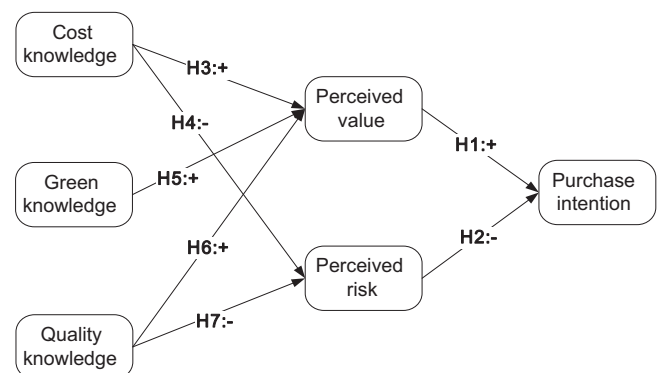 Cost
knowledge
H3:+
Perceived
value
H4:-
H1:+
Green
knowledge
H5:+
Purchase
intention
H2:-
H6:+
Perceived
risk
H7:-
Quality
knowledge